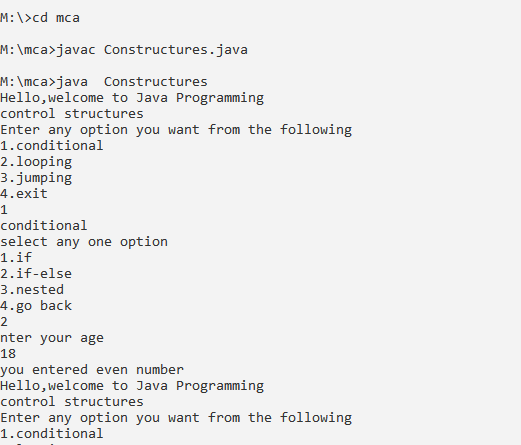 M:\>cd mca
M:\mca>javac Constructures.java
M:\mca>java  Constructures
Hello,welcome to Java Programming
control structures
Enter any option you want from the following
1.conditional
2.looping
3.jumping
4.exit
1
conditional
select any one option
1.if
2.if-else
3.nested
4.go back
2
nter your age
18
you entered even number
Hello,welcome to Java Programming
control structures
Enter any option you want from the following
1.conditional